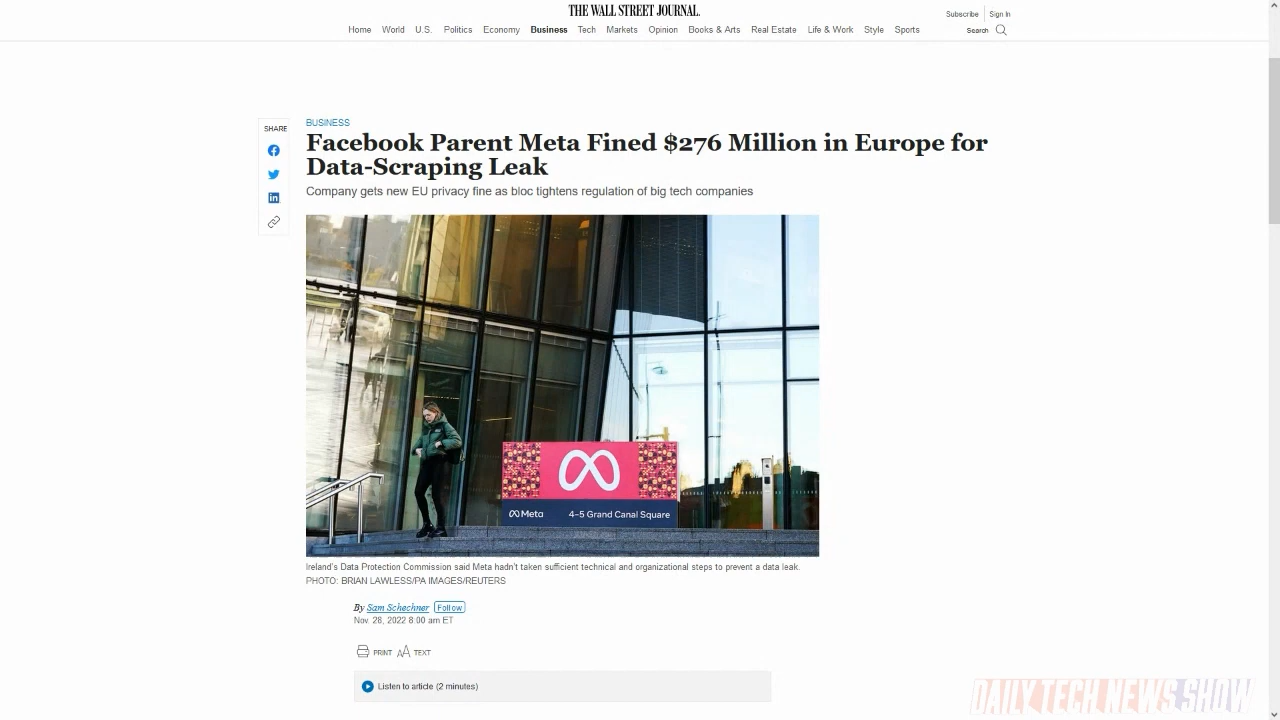 THE WALL STREET JOURNAL.
Subscribe Sign In
Home World U.S. Politics Economy Business Tech Markets Opinion Books & Arts Real Estate Life & Work Style Sports
Search
SHARE
BUSINESS
Facebook Parent Meta Fined $276 Million in Europe for
Data-Scraping Leak
Company gets new EU privacy fine as bloc tightens regulation of big tech companies
Meta 4-5 Grand Canal Square
Ireland's Data Protection Commission said Meta hadn't taken sufficient technical and organizational steps to prevent a data leak.
PHOTO: BRIAN LAWLESS/PA IMAGES/REUTERS
By Sam Schechner Follow
Nov. 28, 2022 8:00 am ET
PRINT AA TEXT
Listen to article (2 minutes)
DAILY TECH NEWS SHOW